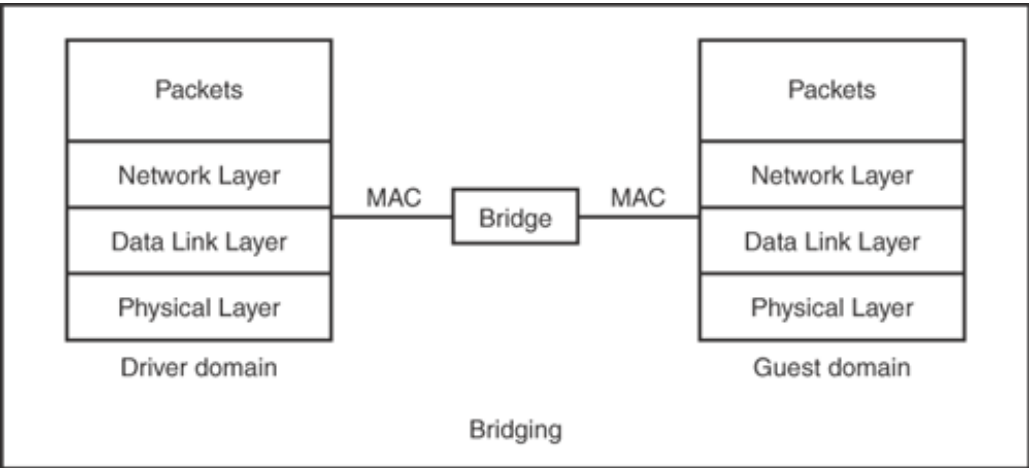 Packets
Network Layer
Data Link Layer
Physical Layer
Driver domain
MAC
Bridge
MAC
Packets
Network Layer
Data Link Layer
Physical Layer
Guest domain
Bridging